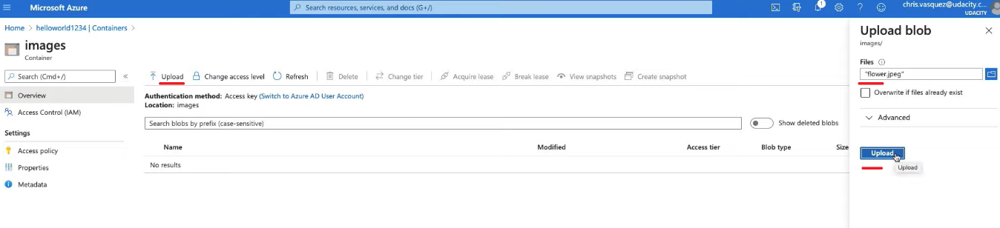 Microsoft Azure
Search resources, services, and docs (G+/)
1
chris.vasquez@udacity.c...
UDACITY
Home > helloworld1234 | Containers >
images
Container
Search (Cmd+/)
«
Overview
Access Control (IAM)
Settings
Access policy
Properties
Metadata
Upload
Change access level
Refresh
Delete
Change tier
Acquire lease
Break lease
View snapshots
Create snapshot
Authentication method: Access key (Switch to Azure AD User Account)
Location: images
Search blobs by prefix (case-sensitive)
Show deleted blobs
Name Modified Access tier Blob type Size
No results
Upload blob
images/
Files
"flower.jpeg"
Overwrite if files already exist
Advanced
Upload
Upload